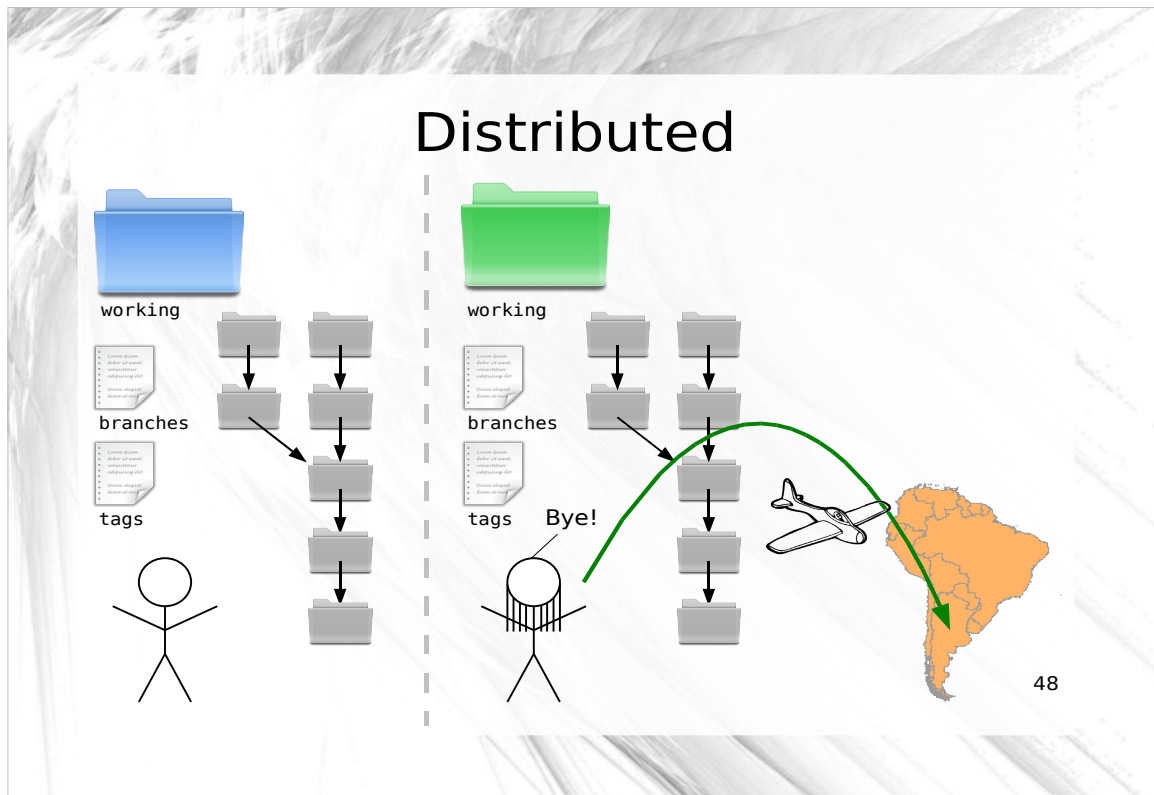 Distributed
working
branches
tags
working
branches
tags
Bye!
48